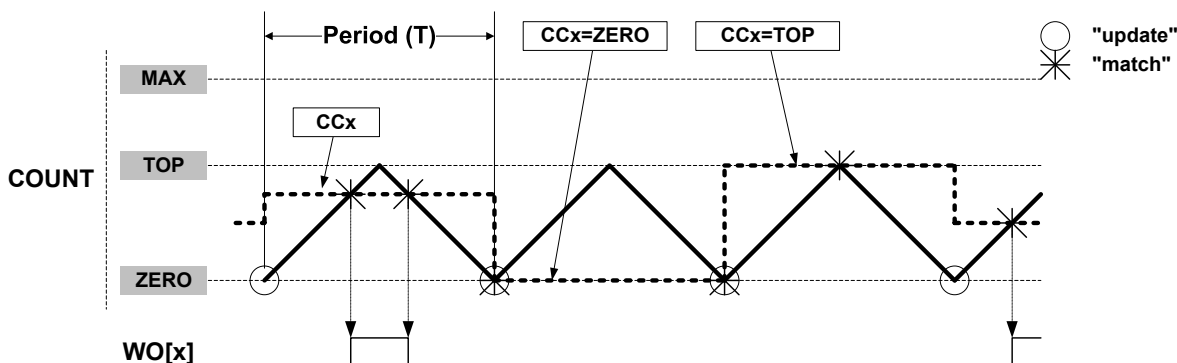 Period (T)
CCx=ZERO
CCx=TOP
"update"
"match"
MAX
CCx
TOP
COUNT
ZERO
WO[x]